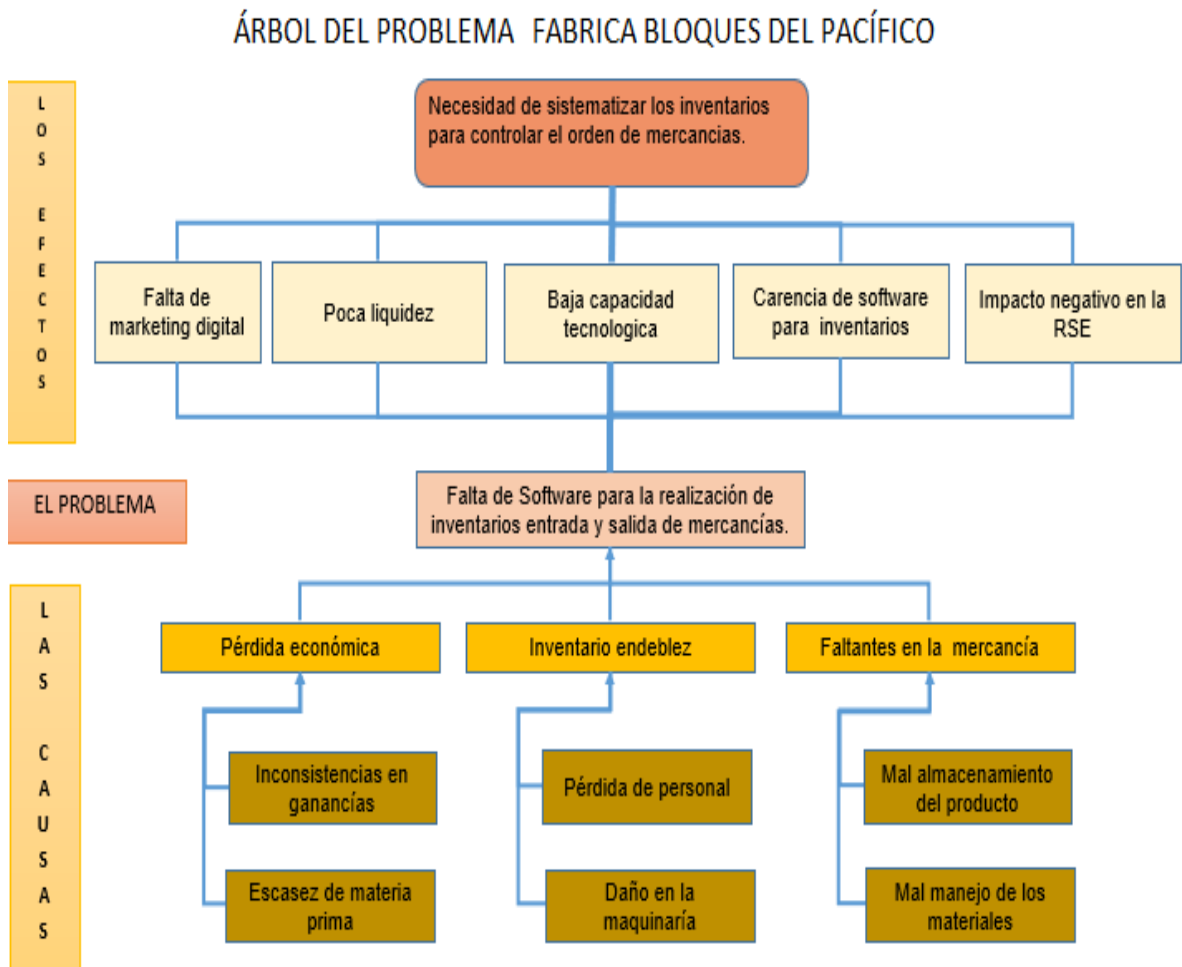 ÁRBOL DEL PROBLEMA FABRICA BLOQUES DEL PACÍFICO
LOS EFECTOS
Necesidad de sistematizar los inventarios
para controlar el orden de mercancias.
Falta de
marketing digital
Poca liquidez
Baja capacidad
tecnologica
Carencia de software
para inventarios
Impacto negativo en la
RSE
EL PROBLEMA
Falta de Software para la realización de
inventarios entrada y salida de mercancías.
LAS CAUSAS
Pérdida económica
Inventario endeblez
Faltantes en la mercancía
Inconsistencias en
ganancías
Pérdida de personal
Mal almacenamiento
del producto
Escasez de materia
prima
Daño en la
maquinaría
Mal manejo de los
materiales